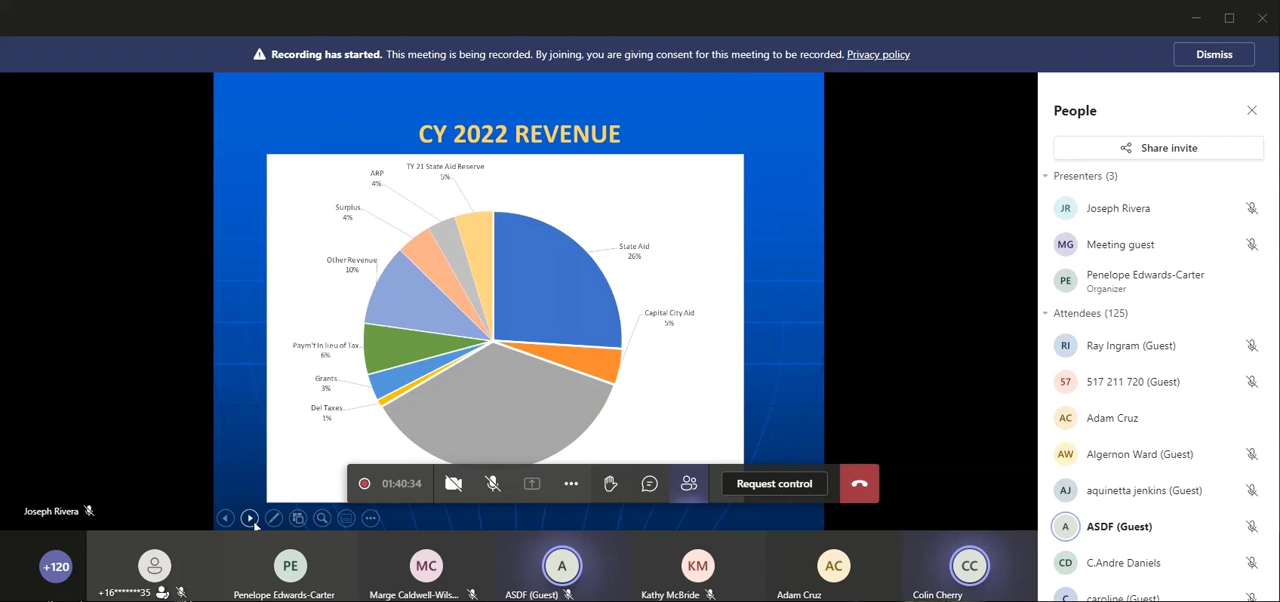 Recording has started. This meeting is being recorded. By joining, you are giving consent for this meeting to be recorded. Privacy policy
Dismiss
CY 2022 REVENUE
TY 21 State Aid Reserve
5%
ARP
4%
Surplus
4%
State Aid
26%
Other Revenue
10%
Capital City Aid
5%
Paym't In lieu of Tax
6%
Grants
3%
Del Taxes
1%
01:40:34
Request control
Joseph Rivera
+120
+16*******35
PE
Penelope Edwards-Carter
MC
Marge Caldwell-Wils...
A
ASDF (Guest)
KM
Kathy McBride
AC
Adam Cruz
CC
Colin Cherry
People
Share invite
Presenters (3)
JR
Joseph Rivera
MG
Meeting guest
PE
Penelope Edwards-Carter
Organizer
Attendees (125)
RI
Ray Ingram (Guest)
57
517 211 720 (Guest)
AC
Adam Cruz
AW
Algernon Ward (Guest)
AJ
aquinetta jenkins (Guest)
A
ASDF (Guest)
CD
C.Andre Daniels
caroline (Guest)